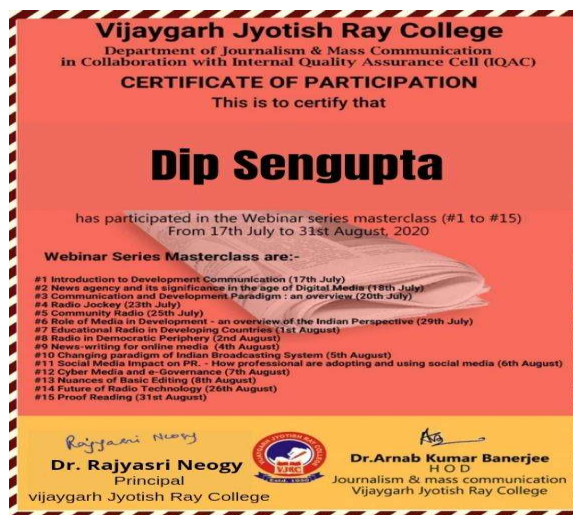 Vijaygarh Jyotish Ray College
Department of Journalism & Mass Communication
in Collaboration with Internal Quality Assurance Cell (IQAC)
CERTIFICATE OF PARTICIPATION
This is to certify that
Dip Sengupta
has participated in the Webinar series masterclass (#1 to #15)
From 17th July to 31st August, 2020
Webinar Series Masterclass are:-
#1 Introduction to Development Communication (17th July)
#2 News agency and its significance in the age of Digital Media (18th July)
#3 Communication and Development Paradigm : an overview (20th July)
#4 Radio Jockey (23th July)
#5 Community Radio (25th July)
#6 Role of Media in Development - an overview of the Indian Perspective (29th July)
#7 Educational Radio in Developing Countries (1st August)
#8 Radio in Democratic Periphery (2nd August)
#9 News-writing for online media (4th August)
#10 Changing paradigm of Indian Broadcasting System (5th August)
#11 Social Media Impact on PR. - How professional are adopting and using social media (6th August)
#12 Cyber Media and e-Governance (7th August)
#13 Nuances of Basic Editing (8th August)
#14 Future of Radio Technology (26th August)
#15 Proof Reading (31st August)
Rajyasri Neogy
Dr. Rajyasri Neogy
Principal
vijaygarh Jyotish Ray College
VIJAYGARH JYOTISH RAY COLLEGE
VJRC
Estd. 1950
Dr.Arnab Kumar Banerjee
H O D
Journalism & mass communication
Vijaygarh Jyotish Ray College